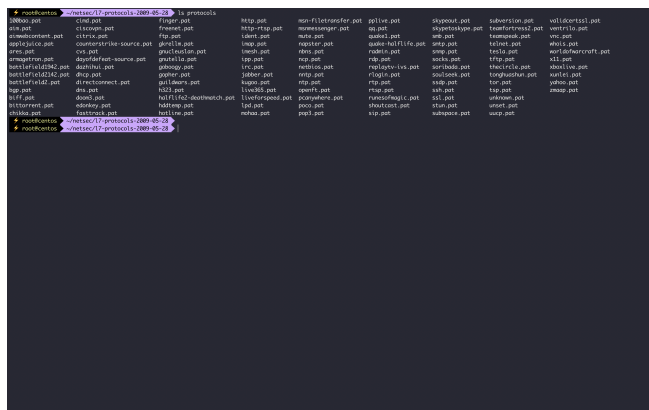 ⚡ root@centos ~/netsec/l7-protocols-2009-05-28 ls protocols
100bao.pat cimd.pat finger.pat http.pat msn-filetransfer.pat pplive.pat skypeout.pat subversion.pat validcertssl.pat
aim.pat ciscovpn.pat freenet.pat http-rtsp.pat msnmessenger.pat qq.pat skypetoskype.pat teamfortress2.pat ventrilo.pat
aimwebcontent.pat citrix.pat ftp.pat ident.pat mute.pat quake1.pat smb.pat teamspeak.pat vnc.pat
applejuice.pat counterstrike-source.pat gkrellm.pat imap.pat napster.pat quake-halflife.pat smtp.pat telnet.pat whois.pat
ares.pat cvs.pat gnucleuslan.pat imesh.pat nbns.pat radmin.pat snmp.pat tesla.pat worldofwarcraft.pat
armagetron.pat dayofdefeat-source.pat gnutella.pat ipp.pat ncp.pat rdp.pat socks.pat tftp.pat x11.pat
battlefield1942.pat dazhihui.pat goboogy.pat irc.pat netbios.pat replaytv-ivs.pat soribada.pat thecircle.pat xboxlive.pat
battlefield2142.pat dhcp.pat gopher.pat jabber.pat nntp.pat rlogin.pat soulseek.pat tonghuashun.pat xunlei.pat
battlefield2.pat directconnect.pat guildwars.pat kugoo.pat ntp.pat rtp.pat ssdp.pat tor.pat yahoo.pat
bgp.pat dns.pat h323.pat live365.pat openft.pat rtsp.pat ssh.pat tsp.pat zmaap.pat
biff.pat doom3.pat halflife2-deathmatch.pat liveforspeed.pat pcanywhere.pat runesofmagic.pat ssl.pat unknown.pat
bittorrent.pat edonkey.pat hddtemp.pat lpd.pat poco.pat shoutcast.pat stun.pat unset.pat
chikka.pat fasttrack.pat hotline.pat mohaa.pat pop3.pat sip.pat subspace.pat uucp.pat
⚡ root@centos ~/netsec/l7-protocols-2009-05-28
⚡ root@centos ~/netsec/l7-protocols-2009-05-28